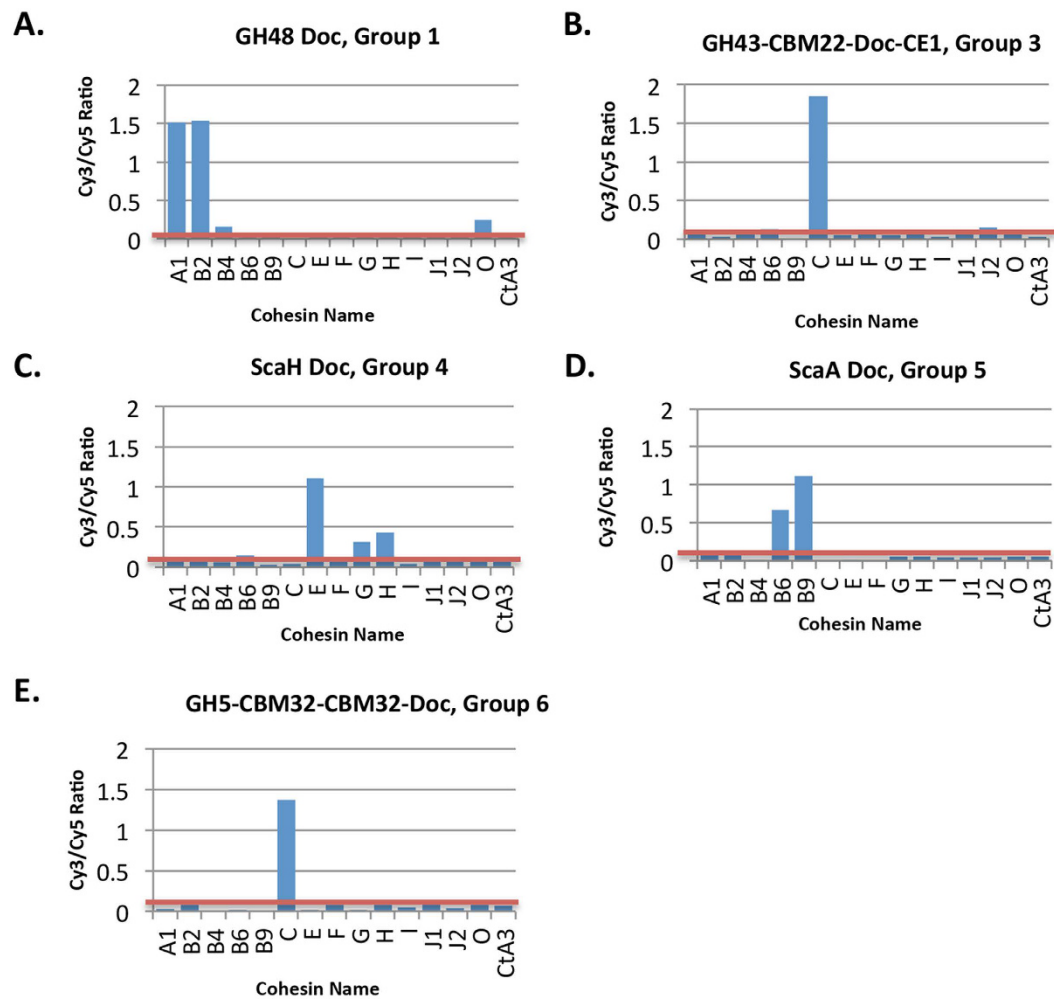 A.
GH48 Doc, Group 1
Cy3/Cy5 Ratio
2
1.5
1
0.5
0
A1 B2 B4 B6 B9 C E F G H I J1 J2 O CtA3
Cohesin Name
B.
GH43-CBM22-Doc-CE1, Group 3
Cy3/Cy5 Ratio
2
1.5
1
0.5
0
A1 B2 B4 B6 B9 C E F G H I J1 J2 O CtA3
Cohesin Name
C.
ScaH Doc, Group 4
Cy3/Cy5 Ratio
2
1.5
1
0.5
0
A1 B2 B4 B6 B9 C E F G H I J1 J2 O CtA3
Cohesin Name
D.
ScaA Doc, Group 5
Cy3/Cy5 Ratio
2
1.5
1
0.5
0
A1 B2 B4 B6 B9 C E F G H I J1 J2 O CtA3
Cohesin Name
E.
GH5-CBM32-CBM32-Doc, Group 6
Cy3/Cy5 Ratio
2
1.5
1
0.5
0
A1 B2 B4 B6 B9 C E F G H I J1 J2 O CtA3
Cohesin Name